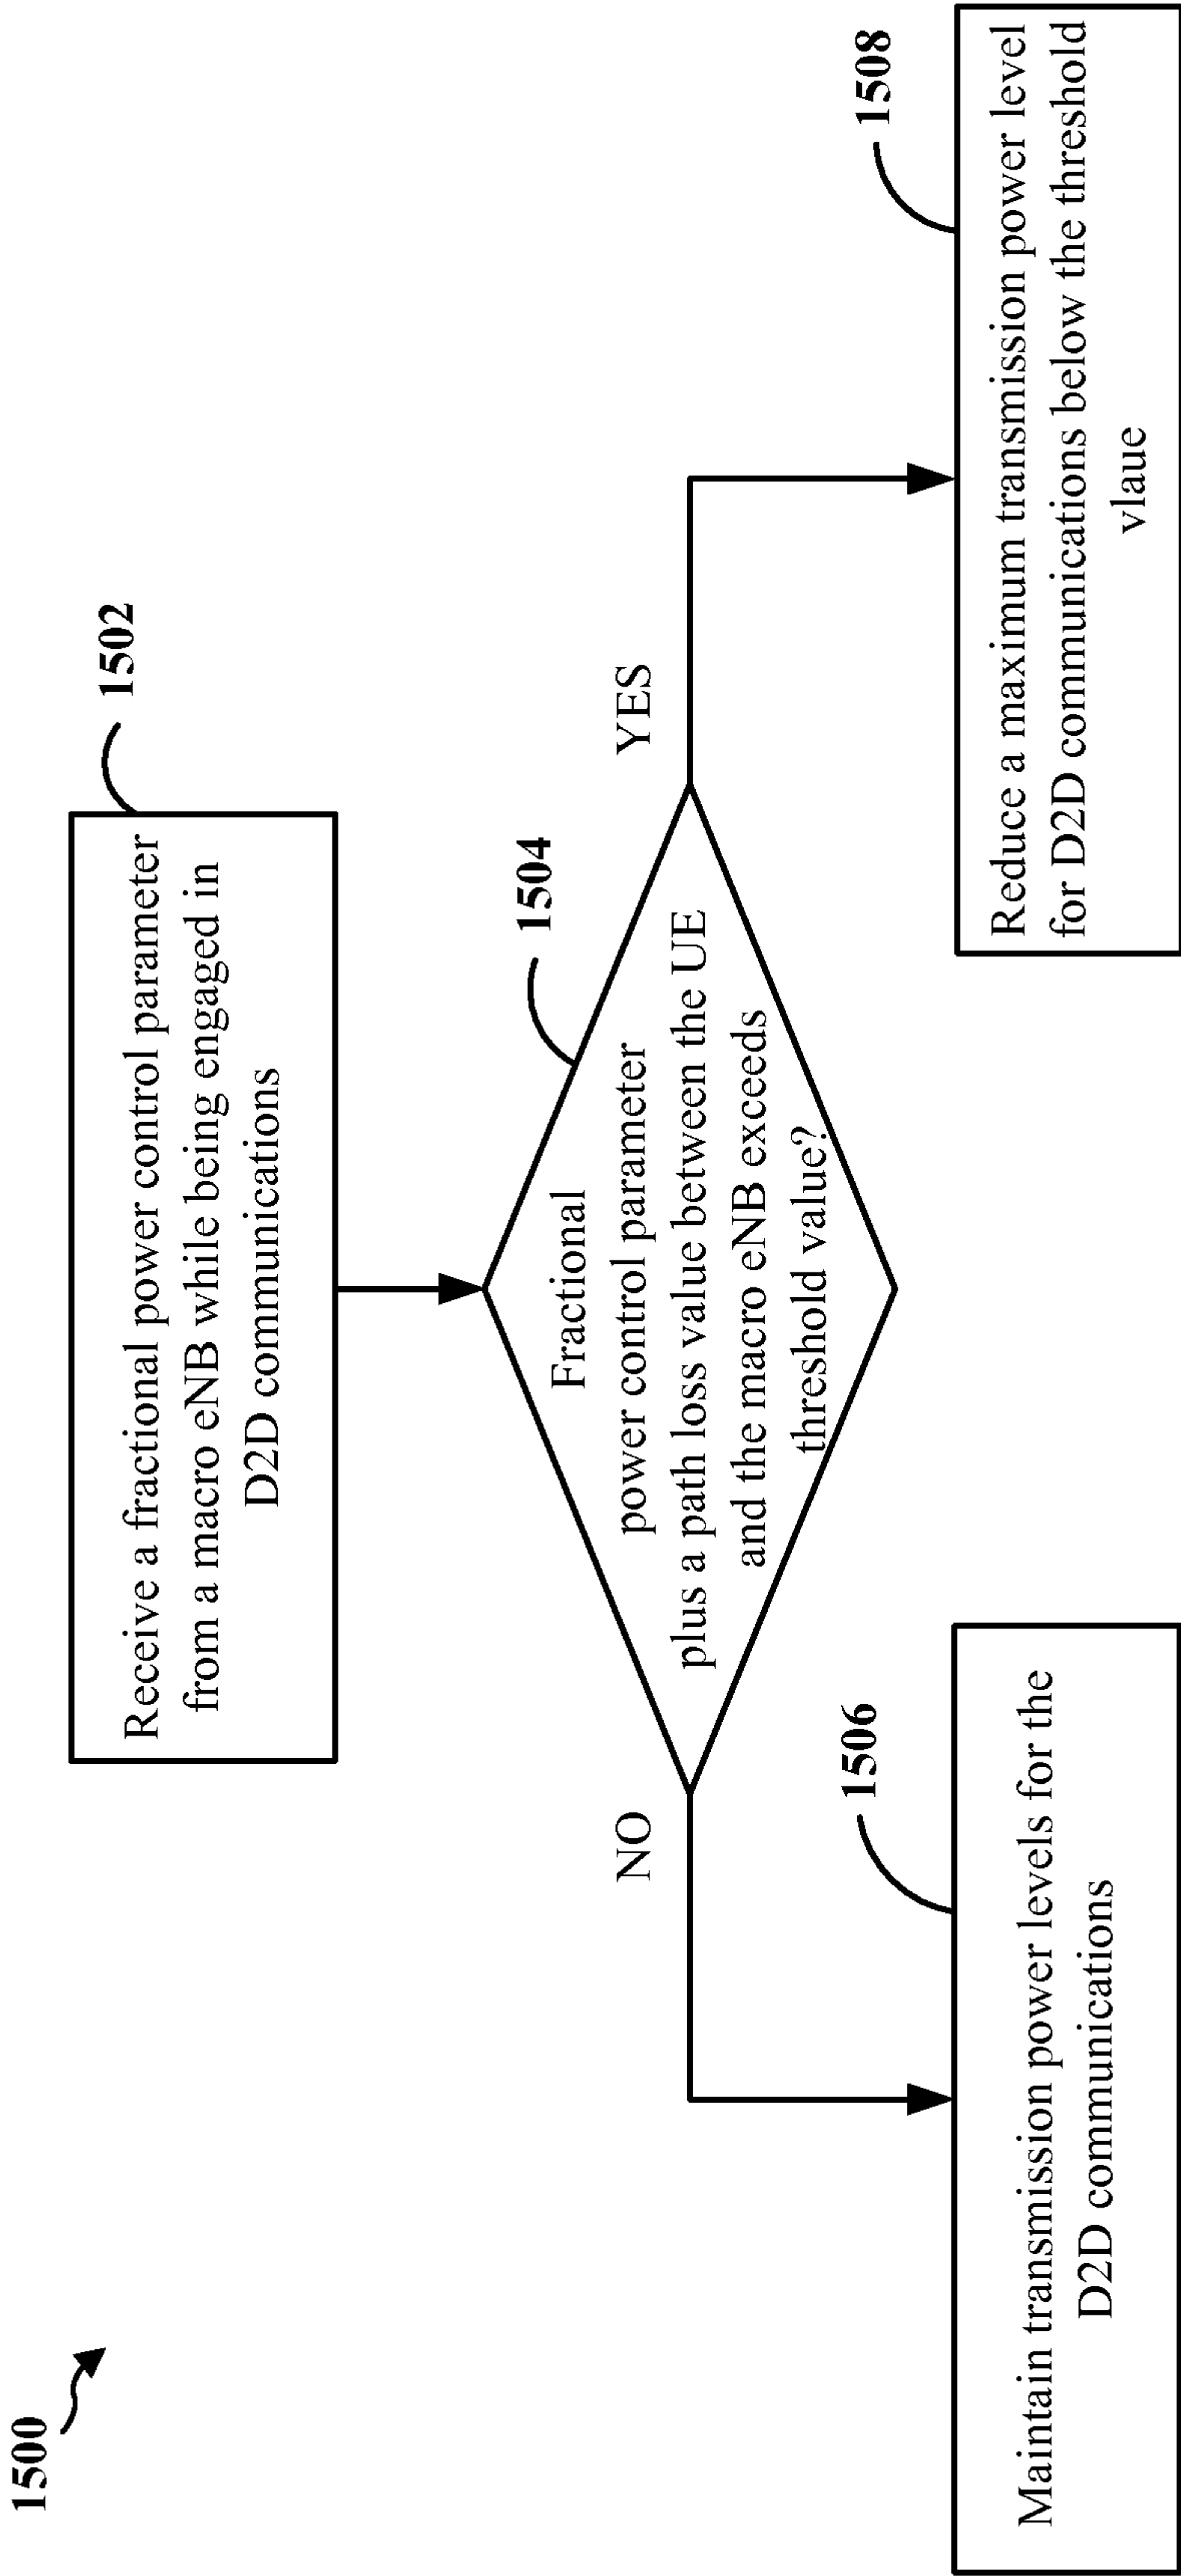 1500
1502
Receive a fractional power control parameter
from a macro eNB while being engaged in
D2D communications
1504
Fractional
power control parameter
plus a path loss value between the UE
and the macro eNB exceeds
threshold value?
NO
YES
1506
Maintain transmission power levels for the
D2D communications
1508
Reduce a maximum transmission power level
for D2D communications below the threshold
vlaue